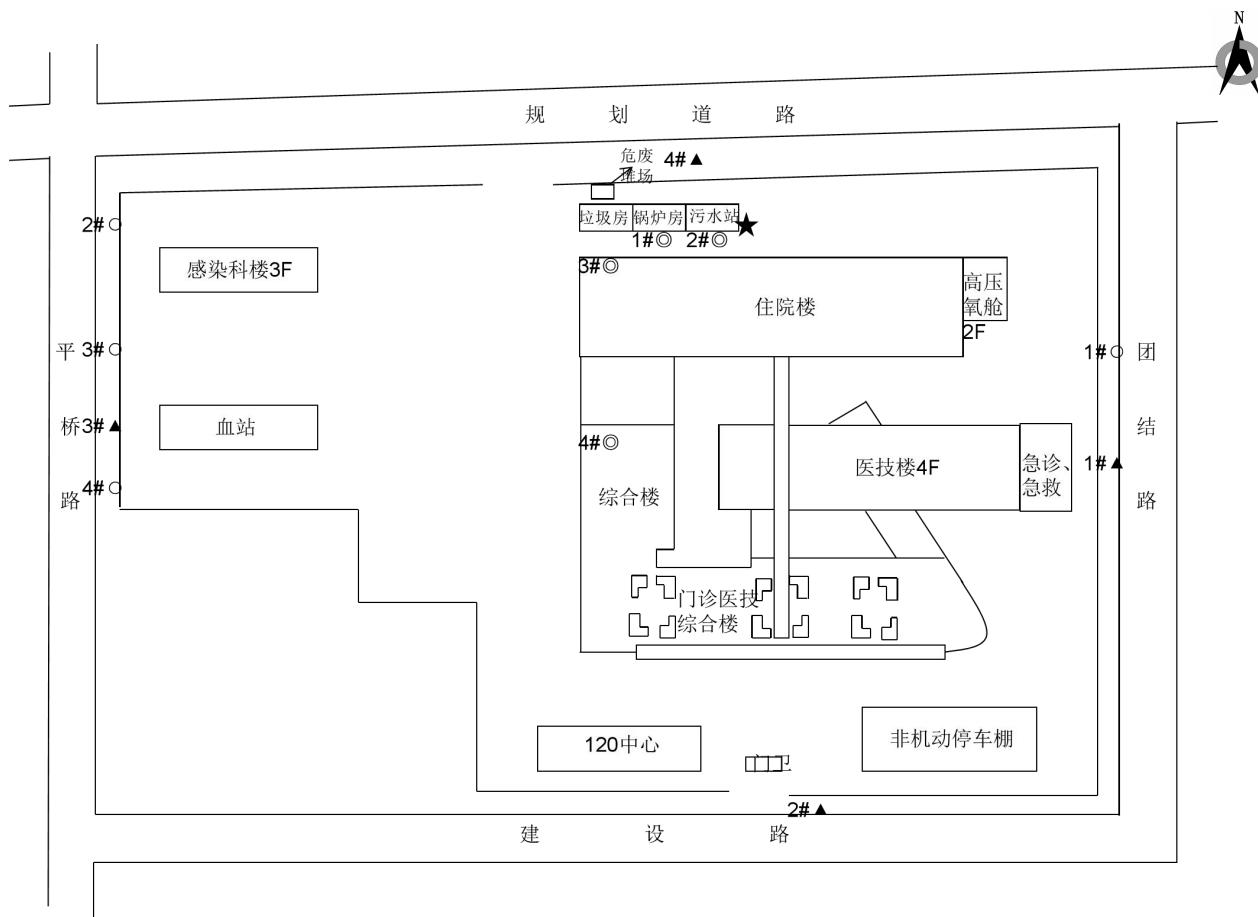 N
规划道路
危废
堆场
4#▲
2#○
垃圾房
锅炉房
污水站
★
1#◎
2#◎
感染科楼3F
3#◎
住院楼
高压
氧舱
2F
平桥路
3#○
1#○
团结路
3#▲
血站
4#◎
医技楼4F
急诊、
急救
1#▲
4#○
综合楼
门诊医技
综合楼
120中心
门卫
非机动停车棚
2#▲
建设路